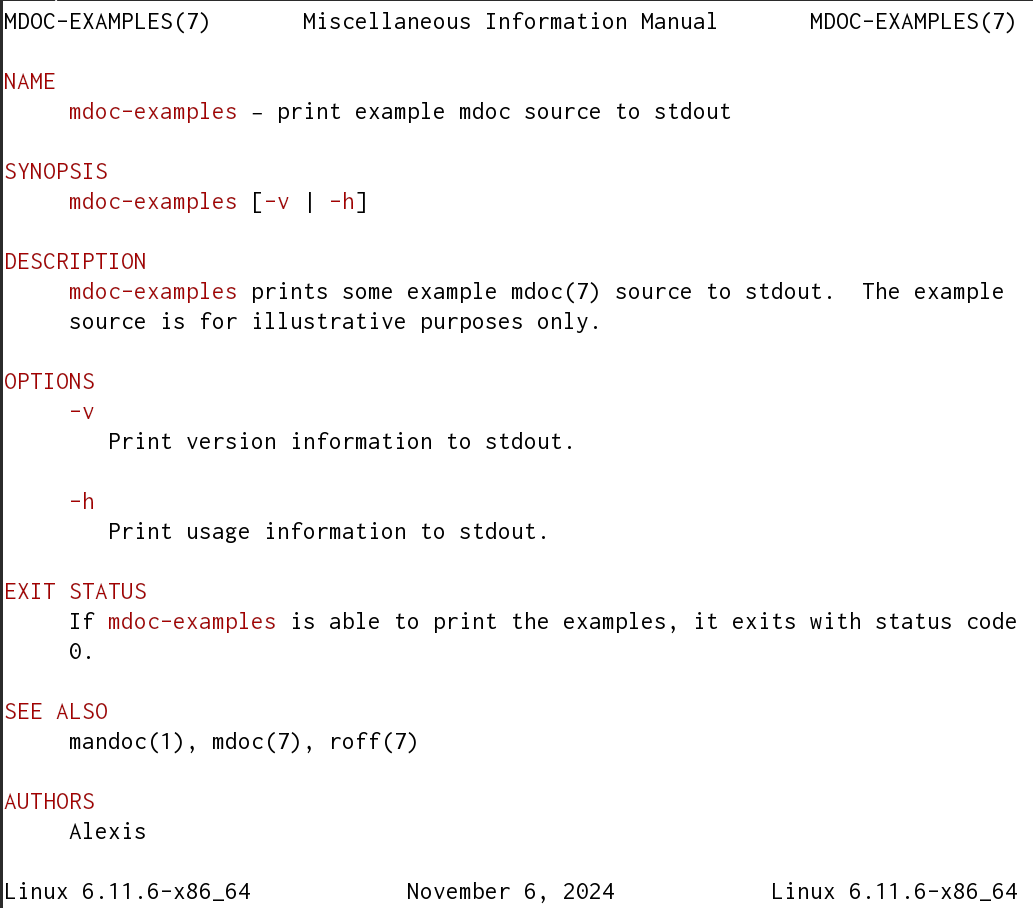 MDOC-EXAMPLES(7) Miscellaneous Information Manual MDOC-EXAMPLES(7)
NAME
mdoc-examples – print example mdoc source to stdout
SYNOPSIS
mdoc-examples [-v | -h]
DESCRIPTION
mdoc-examples prints some example mdoc(7) source to stdout. The example
source is for illustrative purposes only.
OPTIONS
-v
Print version information to stdout.
-h
Print usage information to stdout.
EXIT STATUS
If mdoc-examples is able to print the examples, it exits with status code
0.
SEE ALSO
mandoc(1), mdoc(7), roff(7)
AUTHORS
Alexis
Linux 6.11.6-x86_64 November 6, 2024 Linux 6.11.6-x86_64